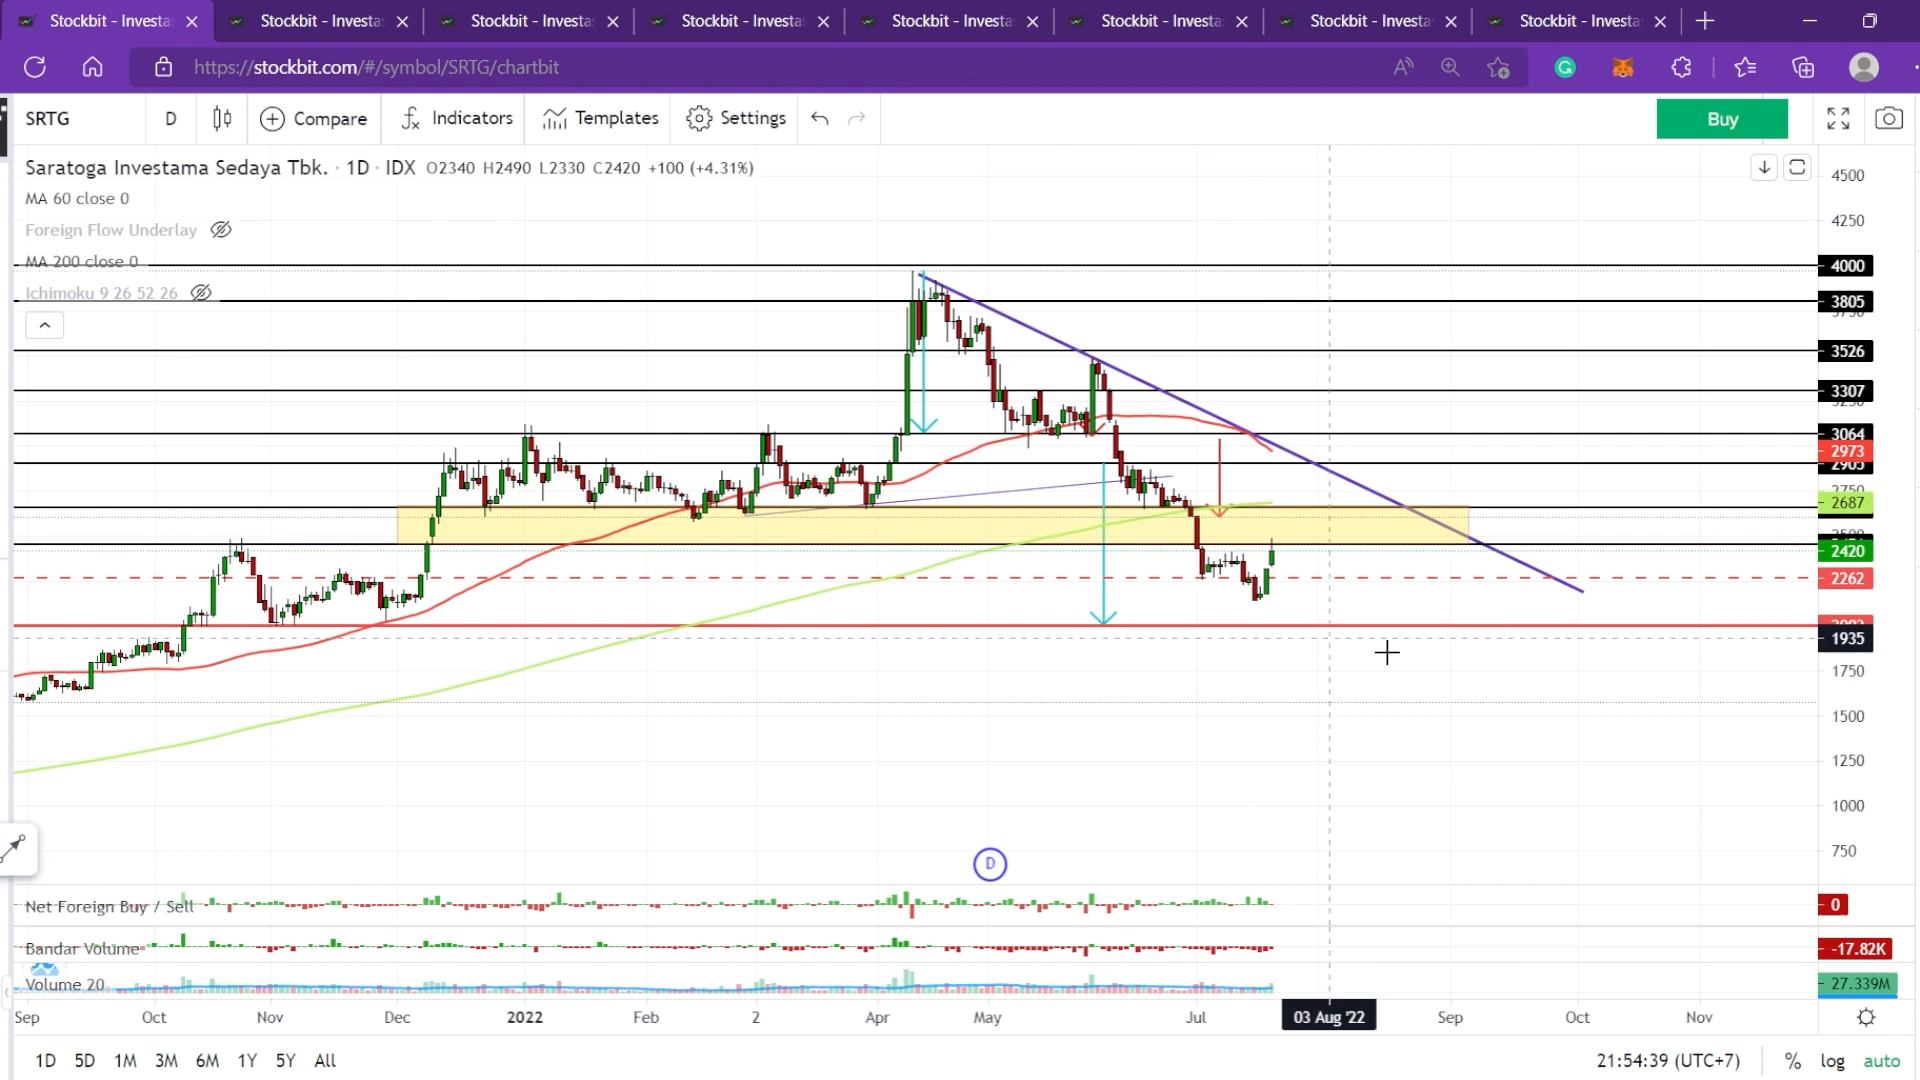 Stockbit - Investa
Stockbit - Investa
Stockbit - Investa
Stockbit - Investa
Stockbit - Investa
Stockbit - Investa
Stockbit - Investa
Stockbit - Investa
https://stockbit.com/#/symbol/SRTG/chartbit
SRTG
D
Compare
Indicators
Templates
Settings
Buy
Saratoga Investama Sedaya Tbk. · 1D · IDX O2340 H2490 L2330 C2420 +100 (+4.31%)
MA 60 close 0
Foreign Flow Underlay
MA 200 close 0
Ichimoku 9 26 52 26
4500
4250
4000
3805
3526
3307
3064
2973
2750
2687
2420
2262
1935
1750
1500
1250
1000
750
D
Net Foreign Buy / Sell
0
Bandar Volume
-17.82K
Volume 20
27.339M
Sep
Oct
Nov
Dec
2022
Feb
2
Apr
May
Jul
03 Aug '22
Sep
Oct
Nov
1D 5D 1M 3M 6M 1Y 5Y All
21:54:39 (UTC+7)
% log auto